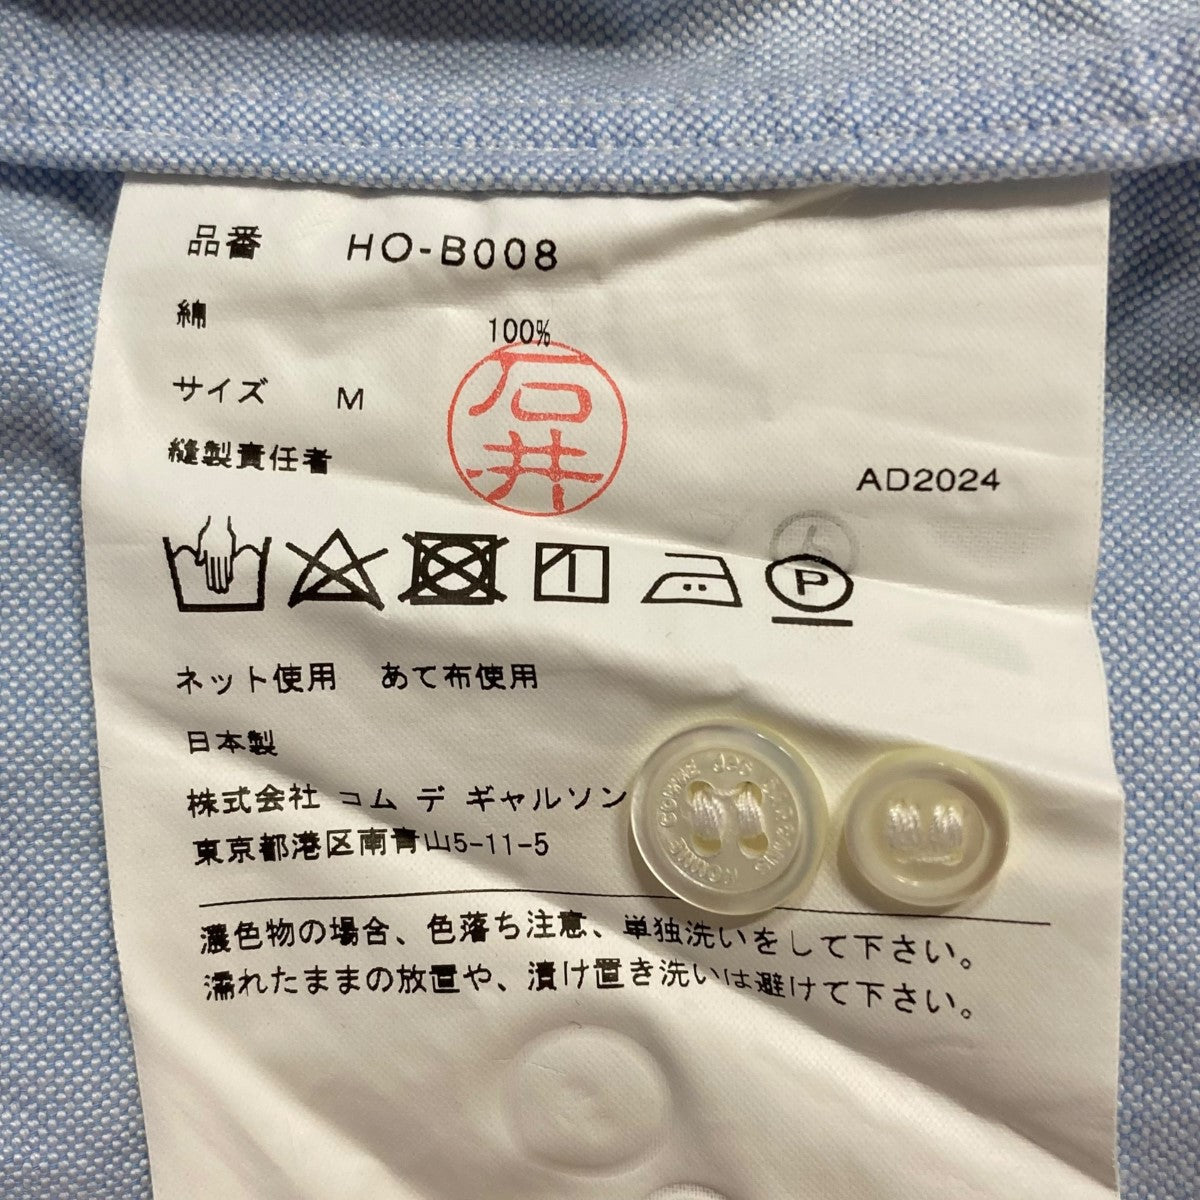 品番 HO-B008
綿 100%
サイズ M
石井
縫製責任者
AD2024
P
ネット使用 あて布使用
日本製
株式会社 コム デ ギャルソン
東京都港区南青山5-11-5
COMME des GARÇONS HOMME
濃色物の場合、色落ち注意、単独洗いをして下さい。
濡れたままの放置や、漬け置き洗いは避けて下さい。